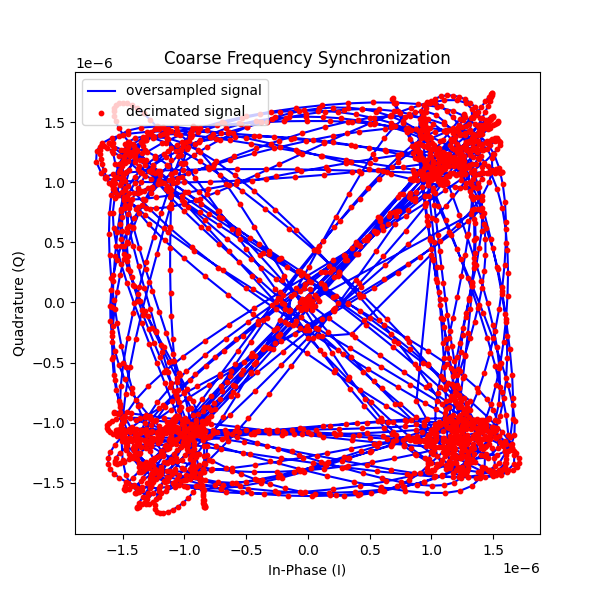 Coarse Frequency Synchronization
1e−6
oversampled signal
decimated signal
1.5
1.0
0.5
0.0
−0.5
−1.0
−1.5
Quadrature (Q)
−1.5 −1.0 −0.5 0.0 0.5 1.0 1.5
In-Phase (I)
1e−6